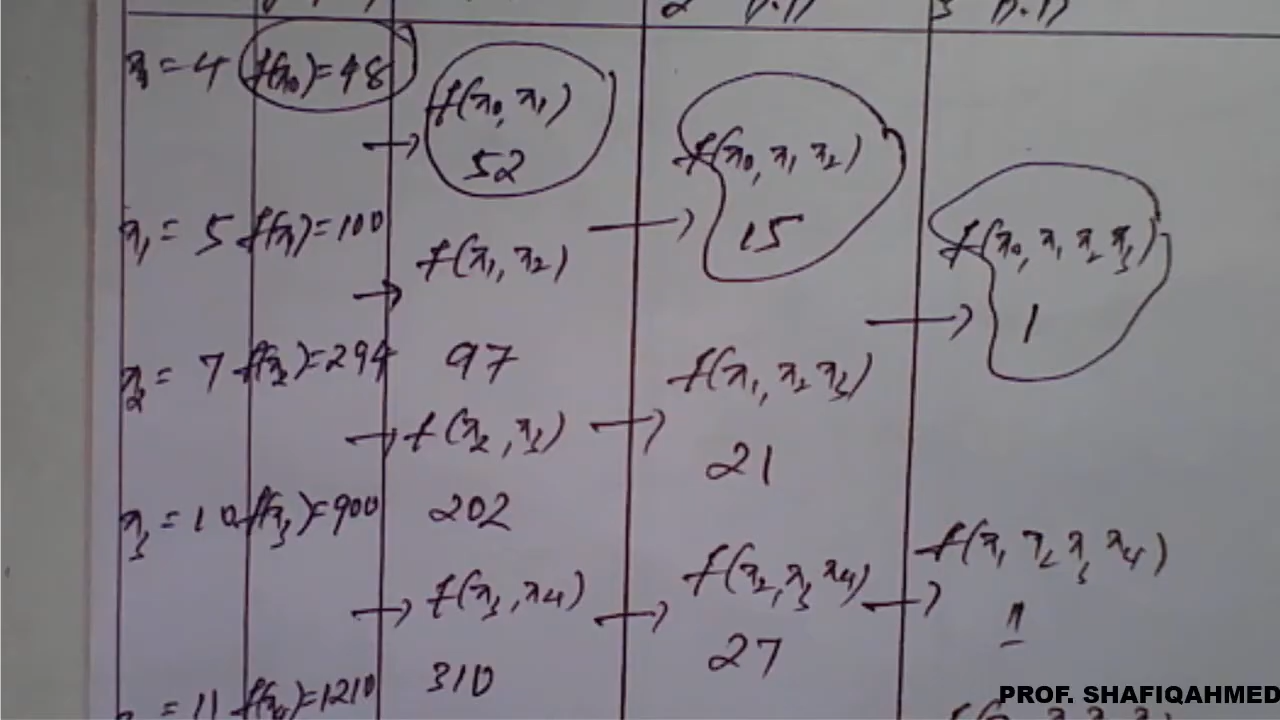 x₀ = 4 f(x₀) = 48
f(x₀, x₁)
52
f(x₀, x₁ x₂)
15
x₁ = 5 f(x₁) = 100
f(x₁, x₂)
f(x₀, x₁ x₂ x₃)
1
x₂ = 7 f(x₂) = 294
97
f(x₁, x₂ x₃)
f(x₂, x₃)
21
x₃ = 10 f(x₃) = 900
202
f(x₁ x₂ x₃ x₄)
f(x₃, x₄)
f(x₂, x₃ x₄)
1
27
= 11 f(x₄) = 1210
310
PROF. SHAFIQAHMED